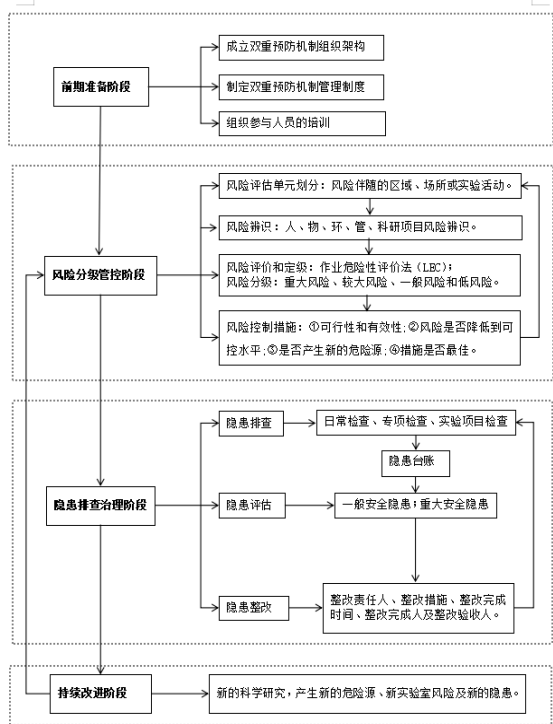 成立双重预防机制组织架构
前期准备阶段
制定双重预防机制管理制度
组织参与人员的培训
风险评估单元划分：风险伴随的区域、场所或实验活动。
风险辨识：人、物、环、管、科研项目风险辨识。
风险分级管控阶段
风险评价和定级：作业危险性评价法（LEC）；
风险分级：重大风险、较大风险、一般风险和低风险。
风险控制措施：①可行性和有效性；②风险是否降低到可
控水平；③是否产生新的危险源；④措施是否最佳。
隐患排查
日常检查、专项检查、实验项目检查
隐患台账
隐患排查治理阶段
隐患评估
一般安全隐患；重大安全隐患
隐患整改
整改责任人、整改措施、整改完成
时间、整改完成人及整改验收人。
持续改进阶段
新的科学研究，产生新的危险源、新实验室风险及新的隐患。